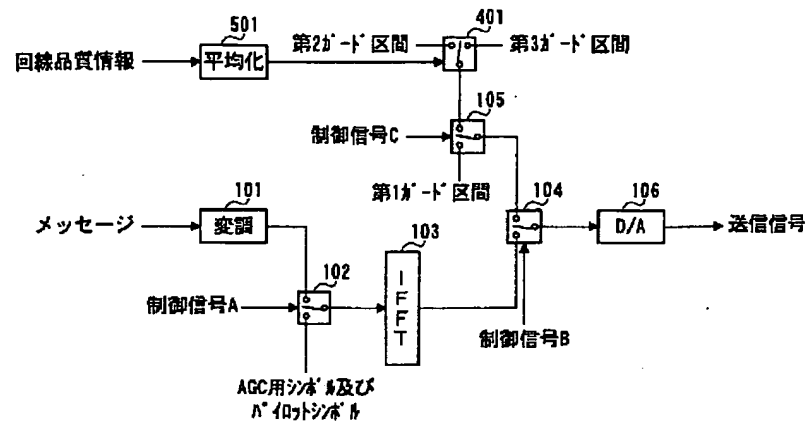 501
401
第2ｶﾞｰﾄﾞ区間
第3ｶﾞｰﾄﾞ区間
回線品質情報
平均化
105
制御信号C
第1ｶﾞｰﾄﾞ区間
101
104
106
メッセージ
変調
103
D/A
送信信号
102
IFFT
制御信号A
制御信号B
AGC用ｼﾝﾎﾞﾙ及び
ﾊﾟｲﾛｯﾄｼﾝﾎﾞﾙ